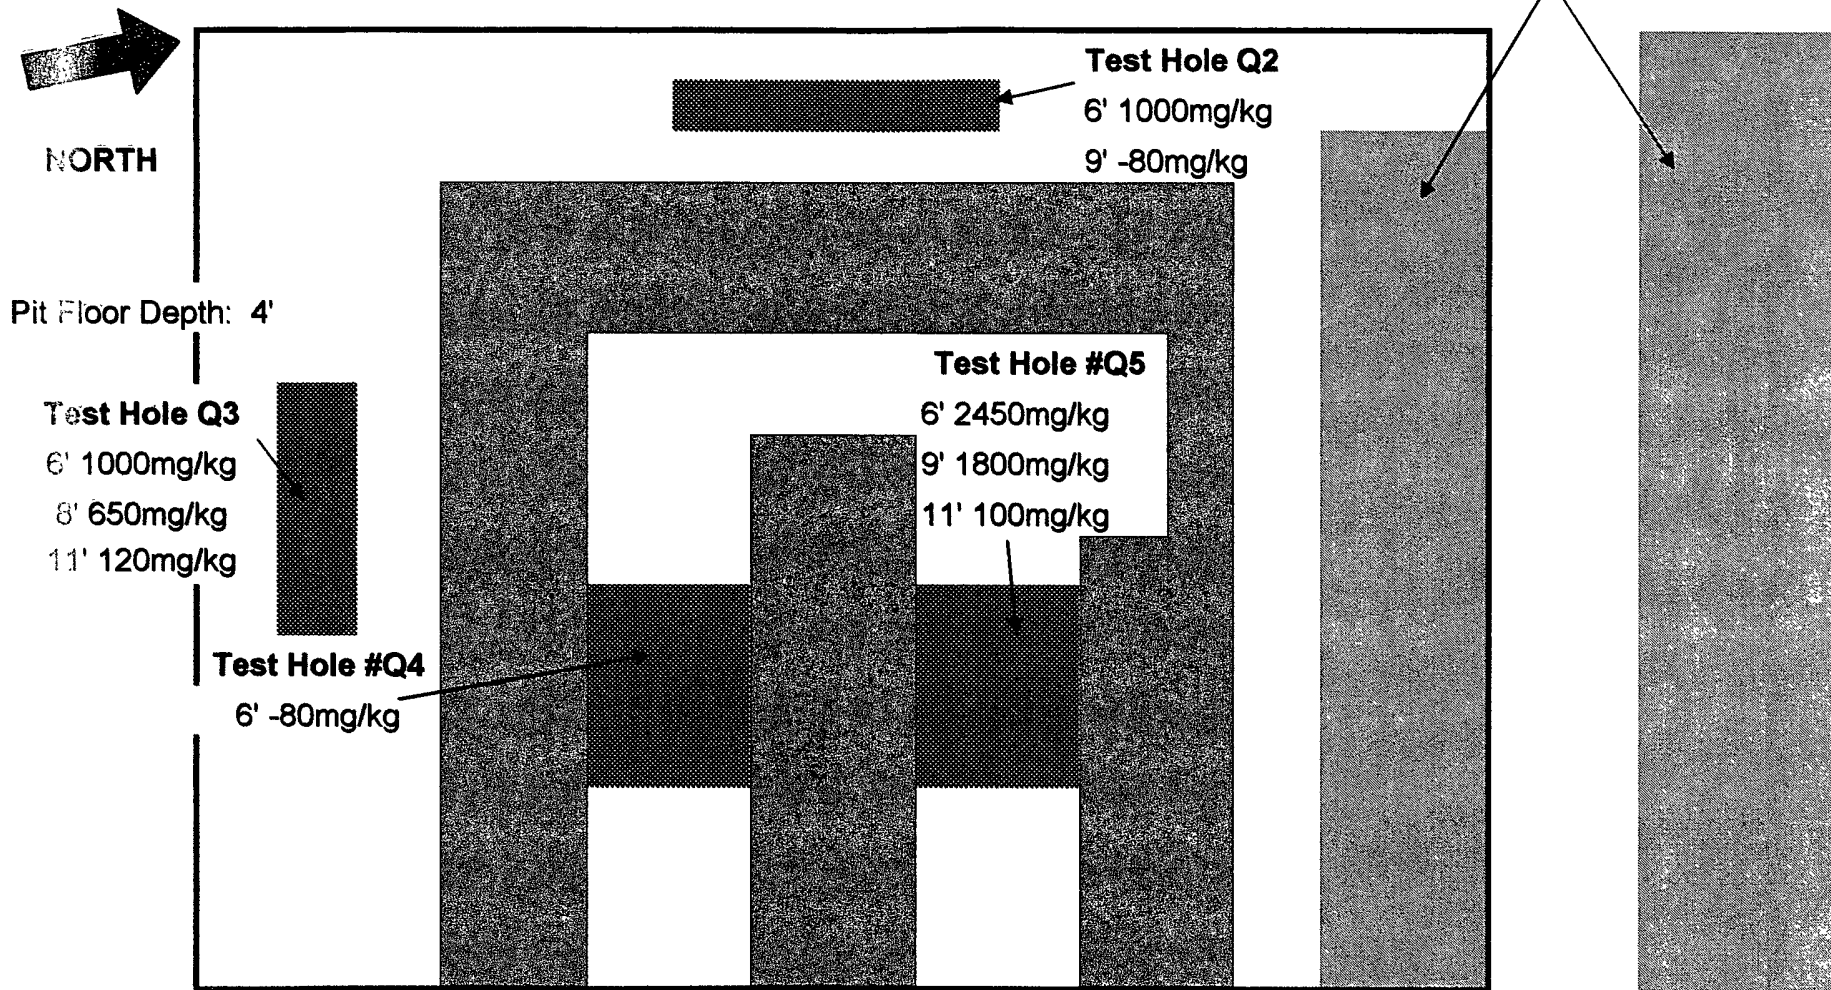 Test Hole Q2
6' 1000mg/kg
9' -80mg/kg
NORTH
Pit Floor Depth: 4'
Test Hole #Q5
6' 2450mg/kg
9' 1800mg/kg
11' 100mg/kg
Test Hole Q3
6' 1000mg/kg
8' 650mg/kg
11' 120mg/kg
Test Hole #Q4
6' -80mg/kg